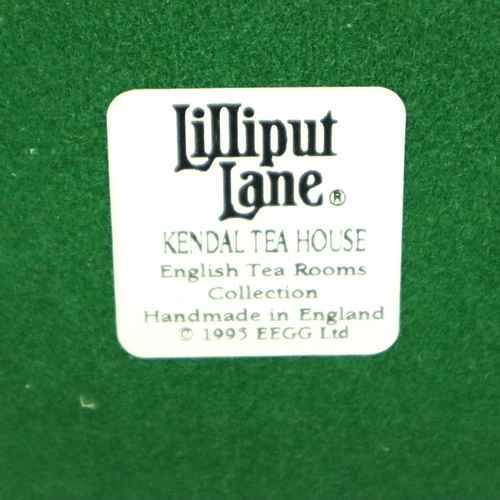 Lilliput
Lane®
KENDAL TEA HOUSE
English Tea Rooms
Collection
Handmade in England
© 1995 EEGG Ltd